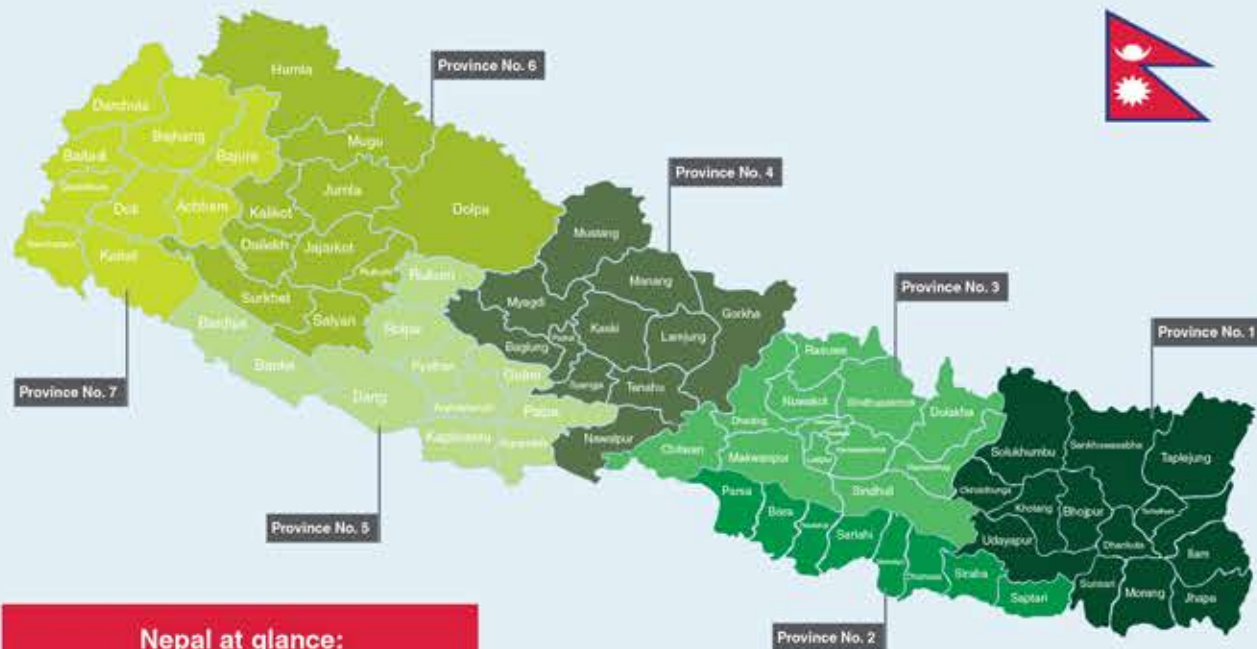 Province No. 6
Humla
Darchula
Bajhang
Mugu
Baitadi
Bajura
Province No. 4
Jumla
Doti
Achham
Kalikot
Dolpa
Mustang
Dailekh
Jajarkot
Kailali
Rukum
Rukum
Manang
Surkhet
Myagdi
Gorkha
Province No. 3
Salyan
Kaski
Bardiya
Rolpa
Lamjung
Province No. 1
Baglung
Rasuwa
Banke
Pyuthan
Gulmi
Province No. 7
Syangja
Tanahu
Nuwakot
Dang
Palpa
Dolakha
Dhading
Kapilvastu
Nawalpur
Chitwan
Makwanpur
Solukhumbu
Sankhuwasabha
Taplejung
Parsa
Sindhuli
Khotang
Bhojpur
Province No. 5
Bara
Sarlahi
Udayapur
Dhankuta
Ilam
Siraha
Saptari
Sunsari
Morang
Jhapa
Nepal at glance:
Province No. 2